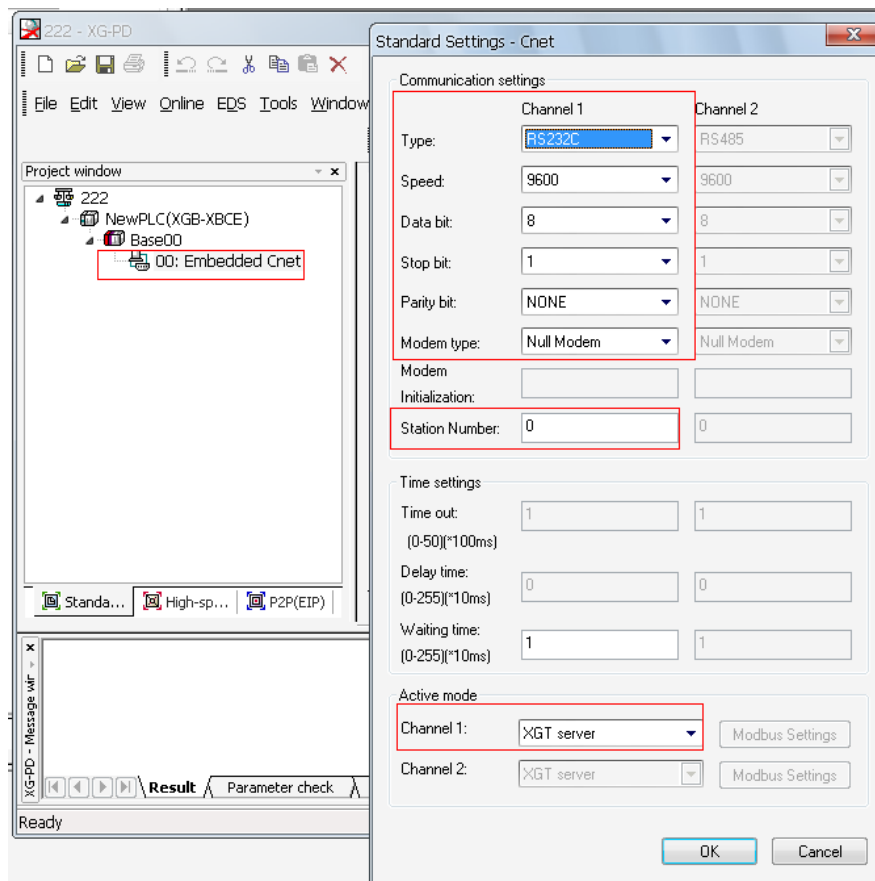 222 - XG-PD
File Edit View Online EDS Tools Window
Project window
222
NewPLC(XGB-XBCE)
Base00
00: Embedded Cnet
Standa... High-sp... P2P(EIP)
XG-PD - Message wir
Result Parameter check
Ready
Standard Settings - Cnet
Communication settings
Channel 1 Channel 2
Type: RS232C RS485
Speed: 9600 9600
Data bit: 8 8
Stop bit: 1 1
Parity bit: NONE NONE
Modem type: Null Modem Null Modem
Modem
Initialization:
Station Number: 0 0
Time settings
Time out: 1 1
(0-50)(*100ms)
Delay time: 0 0
(0-255)(*10ms)
Waiting time: 1 1
(0-255)(*10ms)
Active mode
Channel 1: XGT server Modbus Settings
Channel 2: XGT server Modbus Settings
OK Cancel